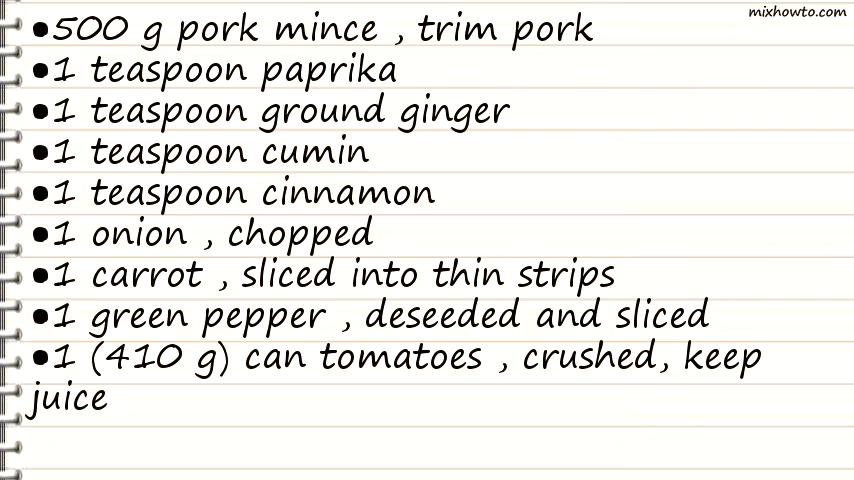 mixhowto.com
•500 g pork mince , trim pork
•1 teaspoon paprika
•1 teaspoon ground ginger
•1 teaspoon cumin
•1 teaspoon cinnamon
•1 onion , chopped
•1 carrot , sliced into thin strips
•1 green pepper , deseeded and sliced
•1 (410 g) can tomatoes , crushed, keep
juice